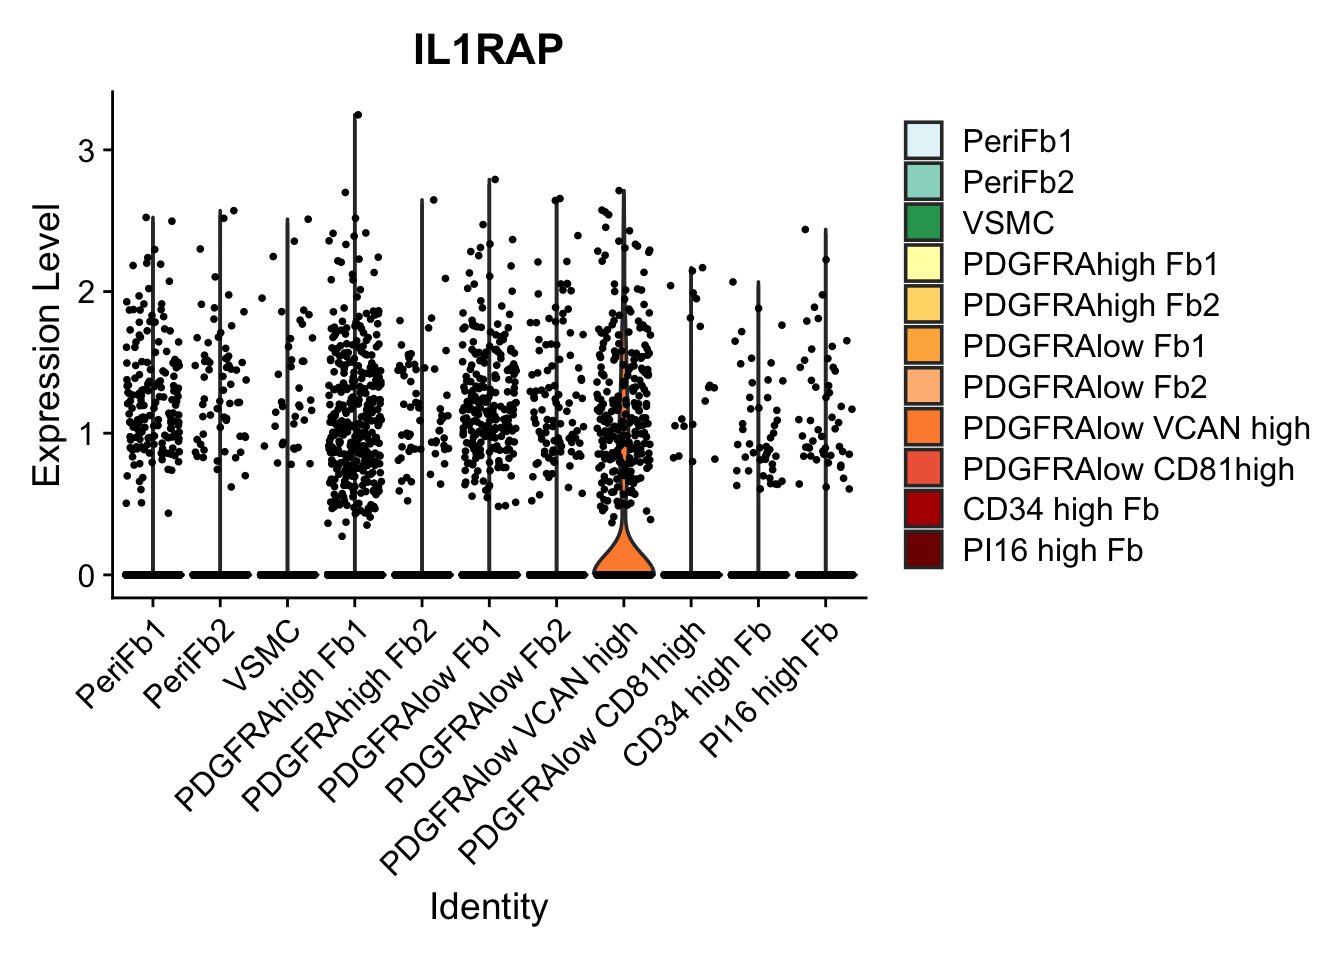 IL1RAP
Expression Level
3
2
1
0
PeriFb1
PeriFb2
VSMC
PDGFRAhigh Fb1
PDGFRAhigh Fb2
PDGFRAlow Fb1
PDGFRAlow Fb2
PDGFRAlow VCAN high
PDGFRAlow CD81high
CD34 high Fb
PI16 high Fb
Identity
PeriFb1
PeriFb2
VSMC
PDGFRAhigh Fb1
PDGFRAhigh Fb2
PDGFRAlow Fb1
PDGFRAlow Fb2
PDGFRAlow VCAN high
PDGFRAlow CD81high
CD34 high Fb
PI16 high Fb